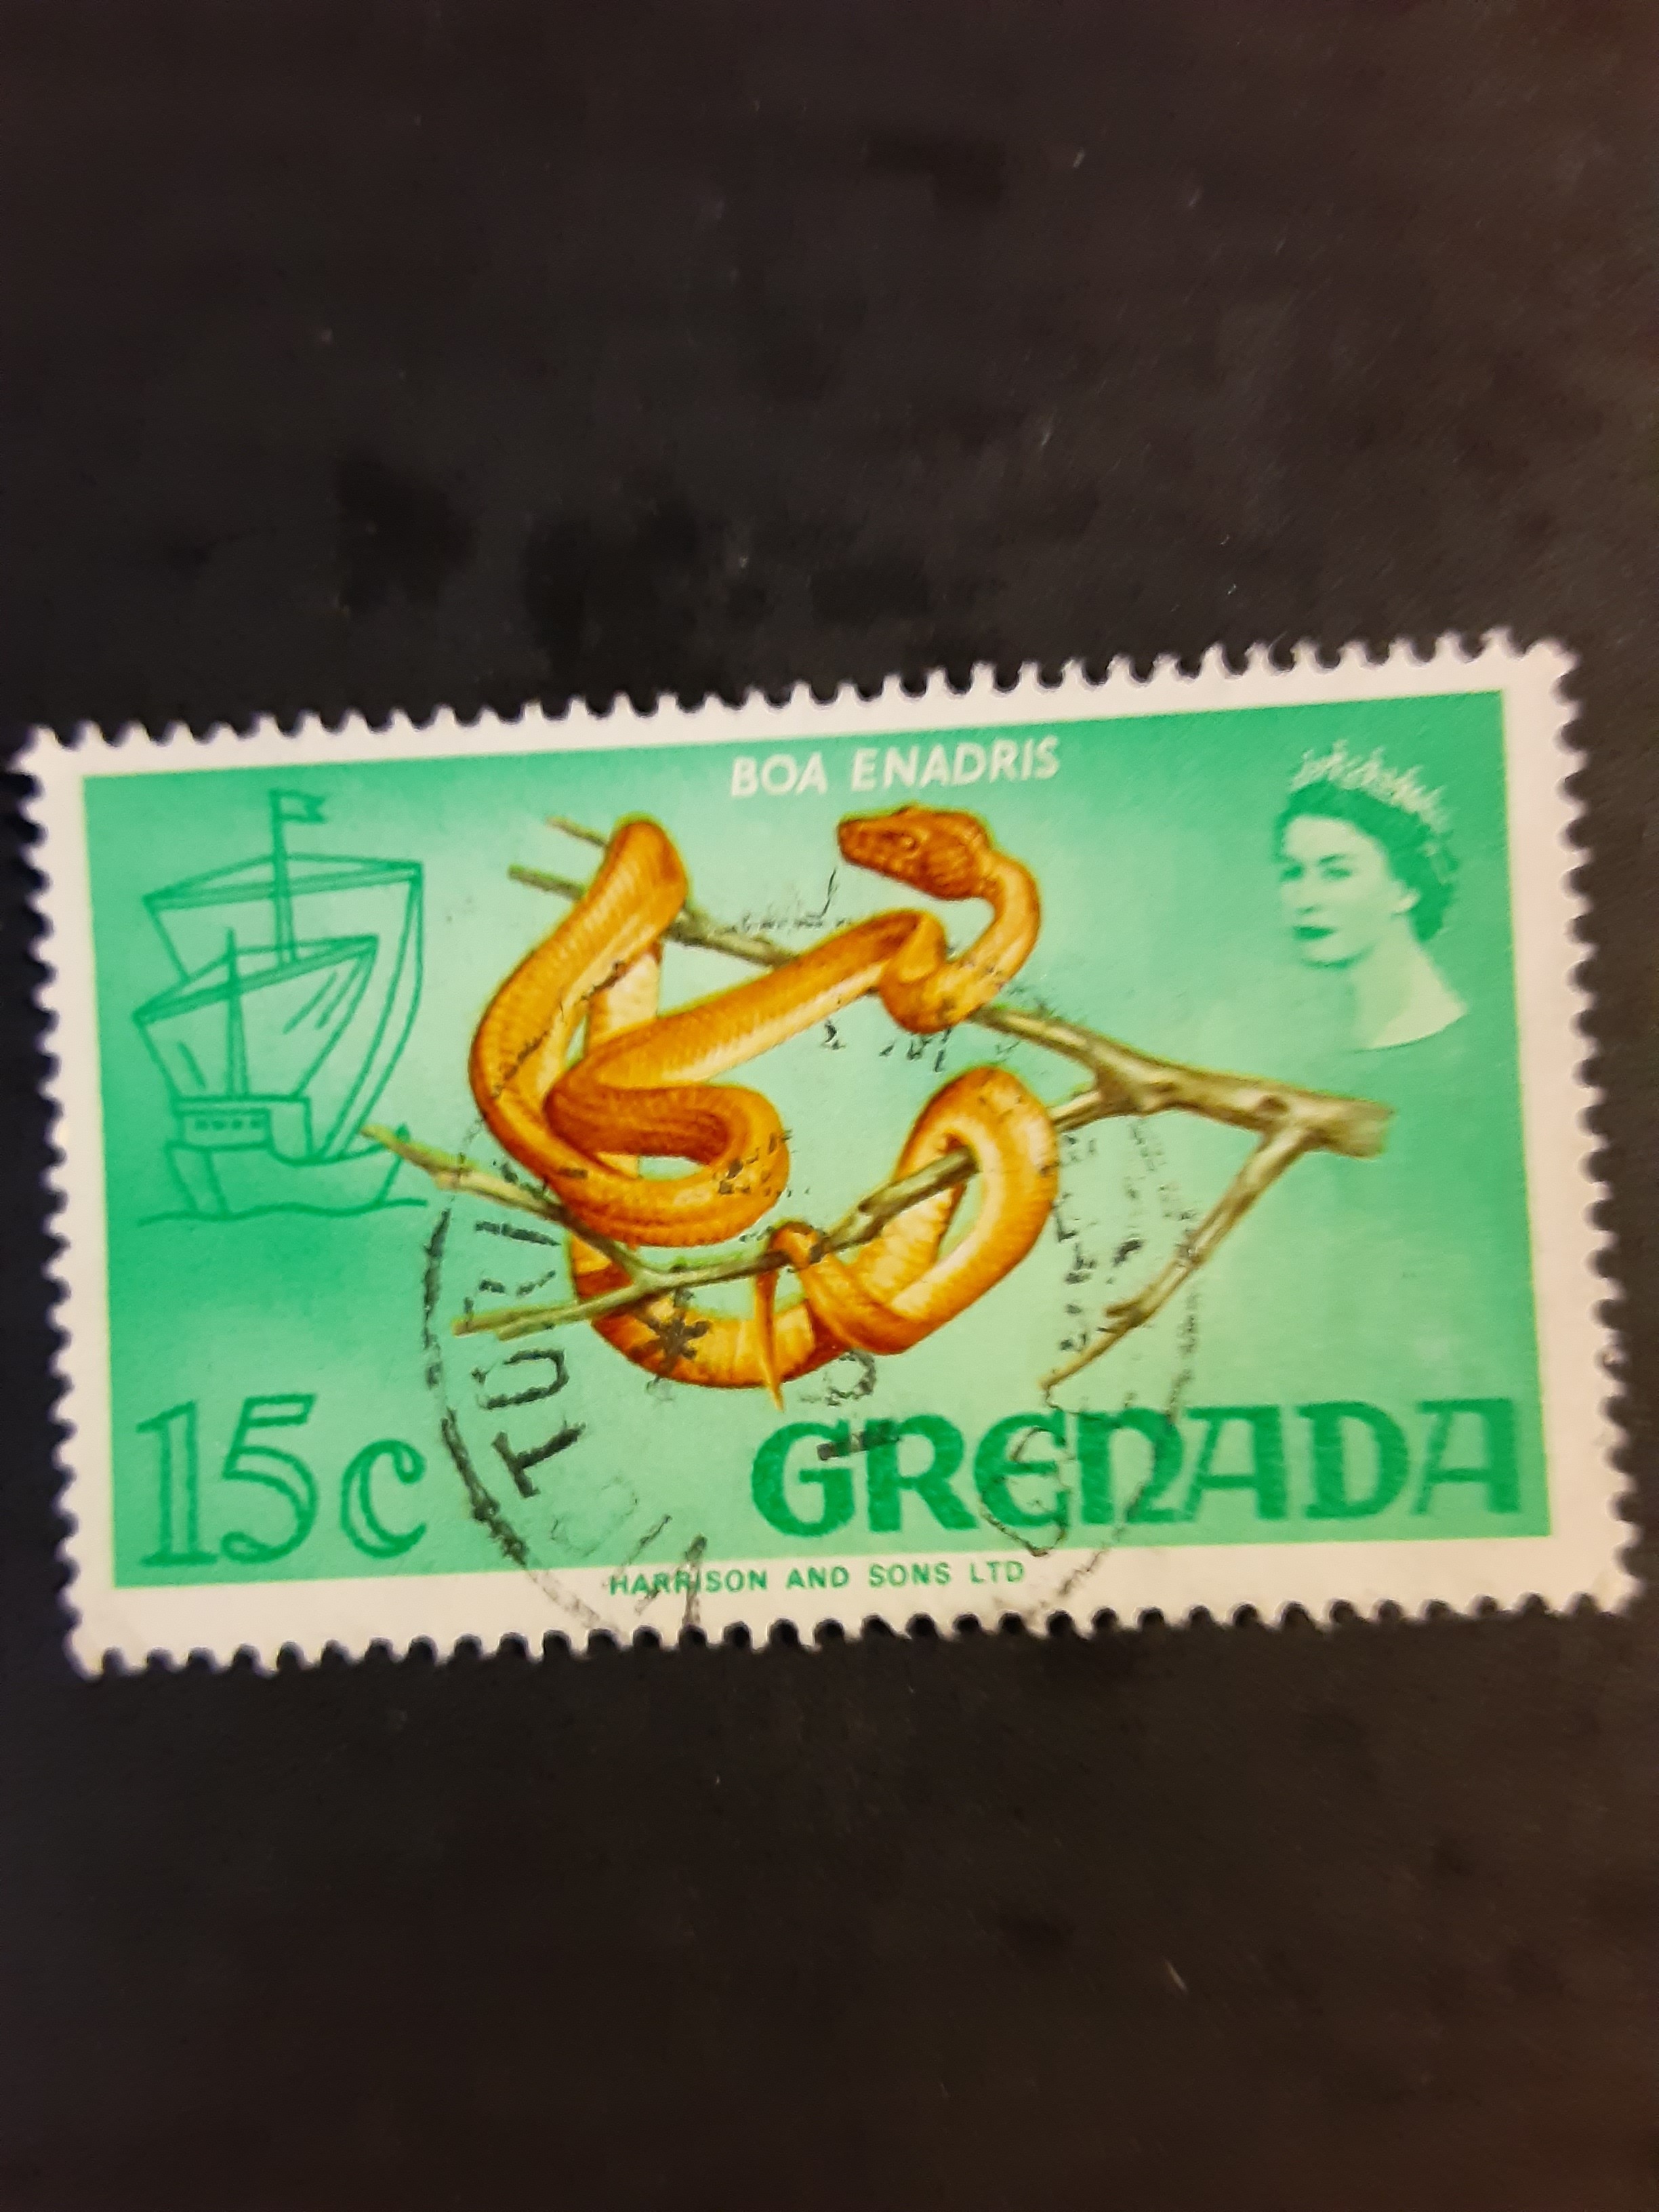 BOA ENADRIS
15c GRENADA
HARRISON AND SONS LTD